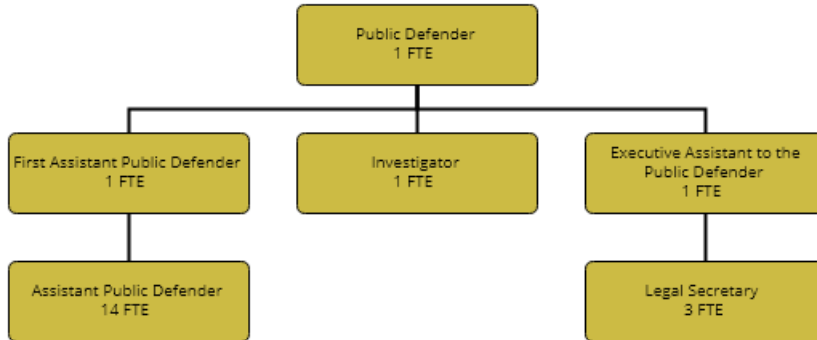 Public Defender
1 FTE
First Assistant Public Defender
1 FTE
Investigator
1 FTE
Executive Assistant to the
Public Defender
1 FTE
Assistant Public Defender
14 FTE
Legal Secretary
3 FTE